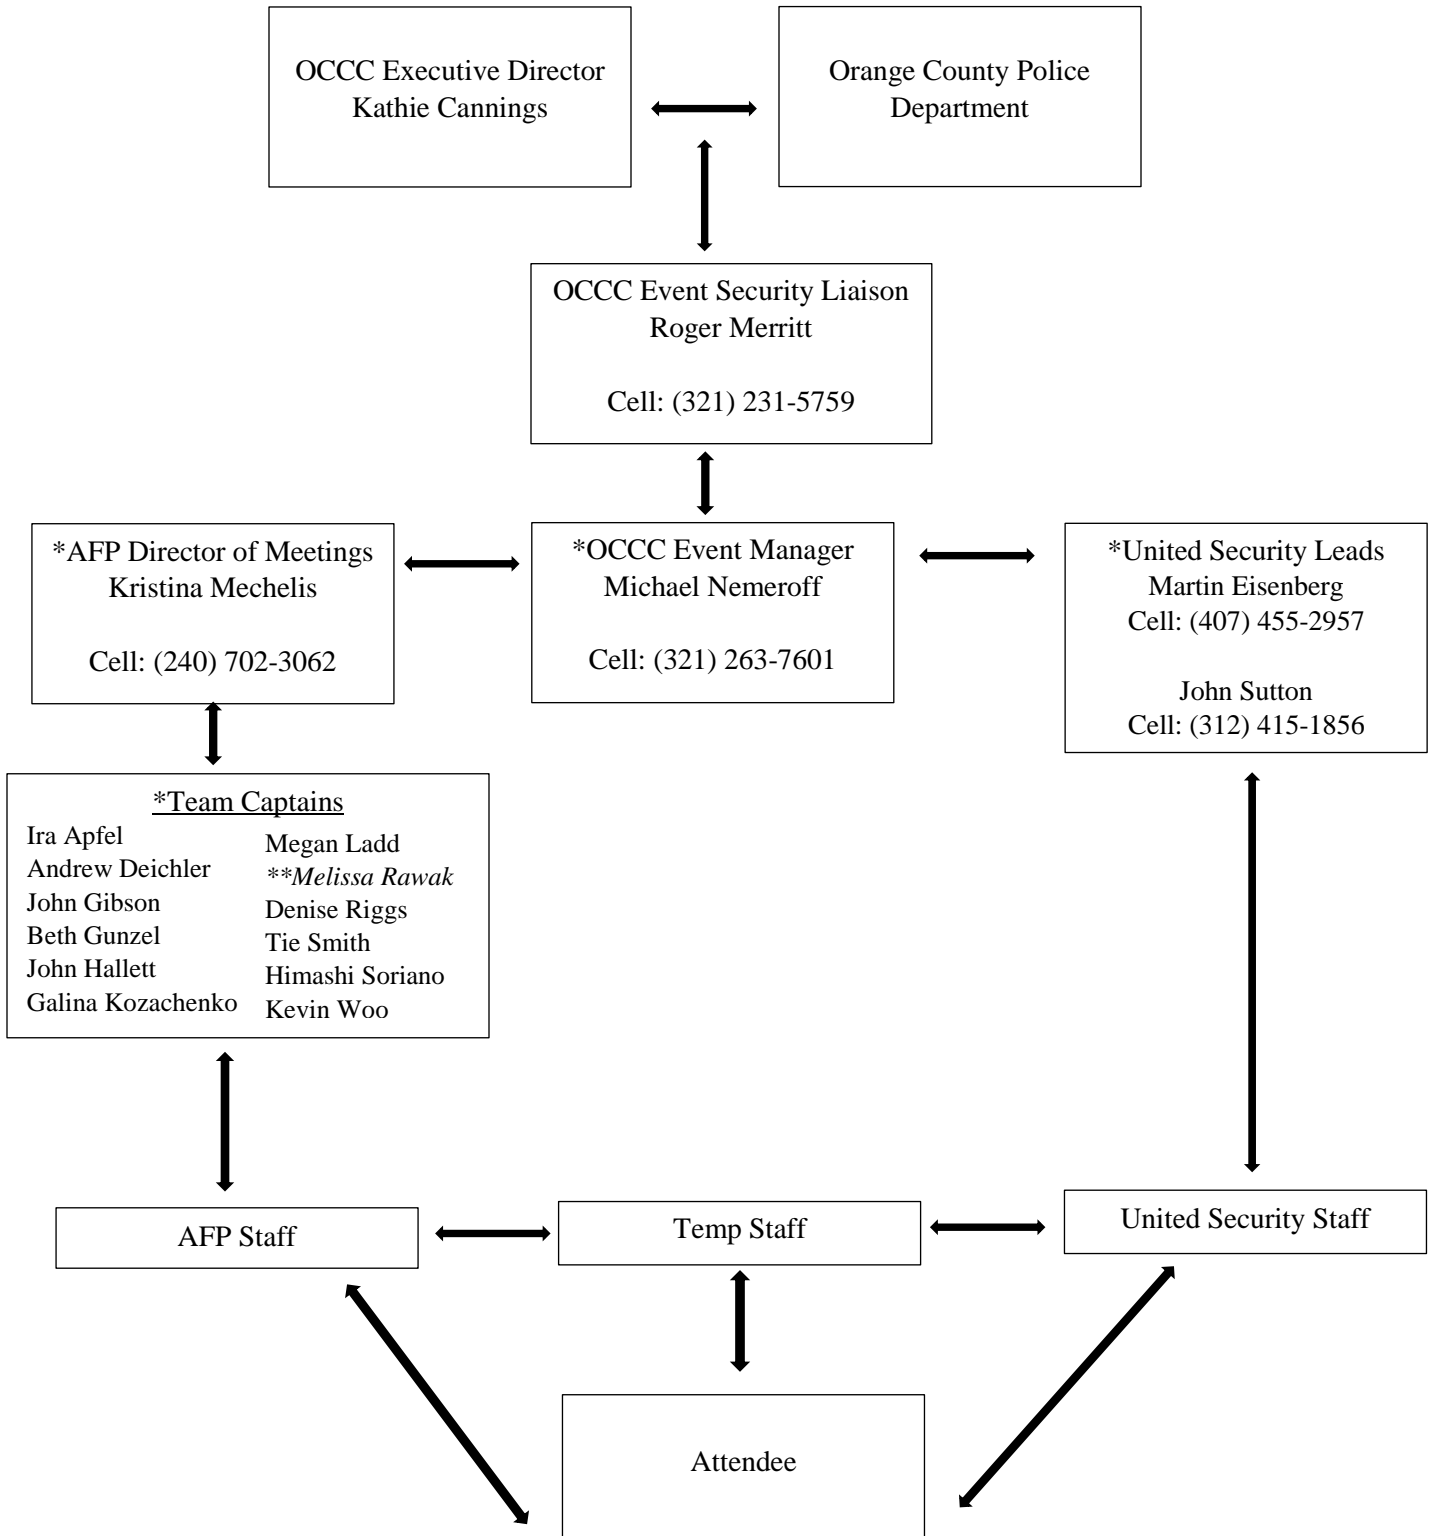 OCCC Executive Director
Kathie Cannings
Orange County Police
Department
OCCC Event Security Liaison
Roger Merritt
Cell: (321) 231-5759
*AFP Director of Meetings
Kristina Mechelis
Cell: (240) 702-3062
*OCCC Event Manager
Michael Nemeroff
Cell: (321) 263-7601
*United Security Leads
Martin Eisenberg
Cell: (407) 455-2957
John Sutton
Cell: (312) 415-1856
*Team Captains
Ira Apfel
Andrew Deichler
John Gibson
Beth Gunzel
John Hallett
Galina Kozachenko
Megan Ladd
**Melissa Rawak
Denise Riggs
Tie Smith
Himashi Soriano
Kevin Woo
AFP Staff
Temp Staff
United Security Staff
Attendee